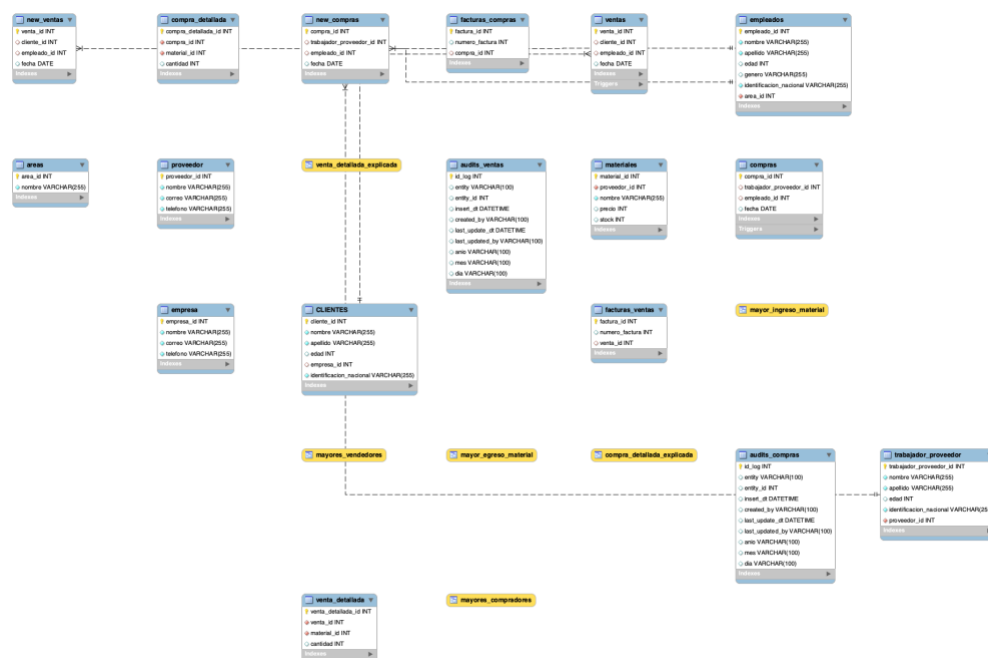 new_ventas
venta_id INT
cliente_id INT
empleado_id INT
fecha DATE
Indexes
compra_detallada
compra_detallada_id INT
compra_id INT
material_id INT
cantidad INT
Indexes
new_compras
compra_id INT
trabajador_proveedor_id INT
empleado_id INT
fecha DATE
Indexes
facturas_compras
factura_id INT
numero_factura INT
compra_id INT
Indexes
ventas
venta_id INT
cliente_id INT
empleado_id INT
fecha DATE
Indexes
Triggers
empleados
empleado_id INT
nombre VARCHAR(255)
apellido VARCHAR(255)
edad INT
genero VARCHAR(255)
identificacion_nacional VARCHAR(255)
area_id INT
Indexes
areas
area_id INT
nombre VARCHAR(255)
Indexes
proveedor
proveedor_id INT
nombre VARCHAR(255)
correo VARCHAR(255)
telefono VARCHAR(255)
Indexes
venta_detallada_explicada
audits_ventas
id_log INT
entity VARCHAR(100)
entity_id INT
insert_dt DATETIME
created_by VARCHAR(100)
last_update_dt DATETIME
last_updated_by VARCHAR(100)
anio VARCHAR(100)
mes VARCHAR(100)
dia VARCHAR(100)
Indexes
materiales
material_id INT
proveedor_id INT
nombre VARCHAR(255)
precio INT
stock INT
Indexes
compras
compra_id INT
trabajador_proveedor_id INT
empleado_id INT
fecha DATE
Indexes
Triggers
empresa
empresa_id INT
nombre VARCHAR(255)
correo VARCHAR(255)
telefono VARCHAR(255)
Indexes
CLIENTES
cliente_id INT
nombre VARCHAR(255)
apellido VARCHAR(255)
edad INT
empresa_id INT
identificacion_nacional VARCHAR(255)
Indexes
facturas_ventas
factura_id INT
numero_factura INT
venta_id INT
Indexes
mayor_ingreso_material
mayores_vendedores
mayor_egreso_material
compra_detallada_explicada
audits_compras
id_log INT
entity VARCHAR(100)
entity_id INT
insert_dt DATETIME
created_by VARCHAR(100)
last_update_dt DATETIME
last_updated_by VARCHAR(100)
anio VARCHAR(100)
mes VARCHAR(100)
dia VARCHAR(100)
Indexes
trabajador_proveedor
trabajador_proveedor_id INT
nombre VARCHAR(255)
apellido VARCHAR(255)
edad INT
identificacion_nacional VARCHAR(25
proveedor_id INT
Indexes
venta_detallada
venta_detallada_id INT
venta_id INT
material_id INT
cantidad INT
Indexes
mayores_compradores